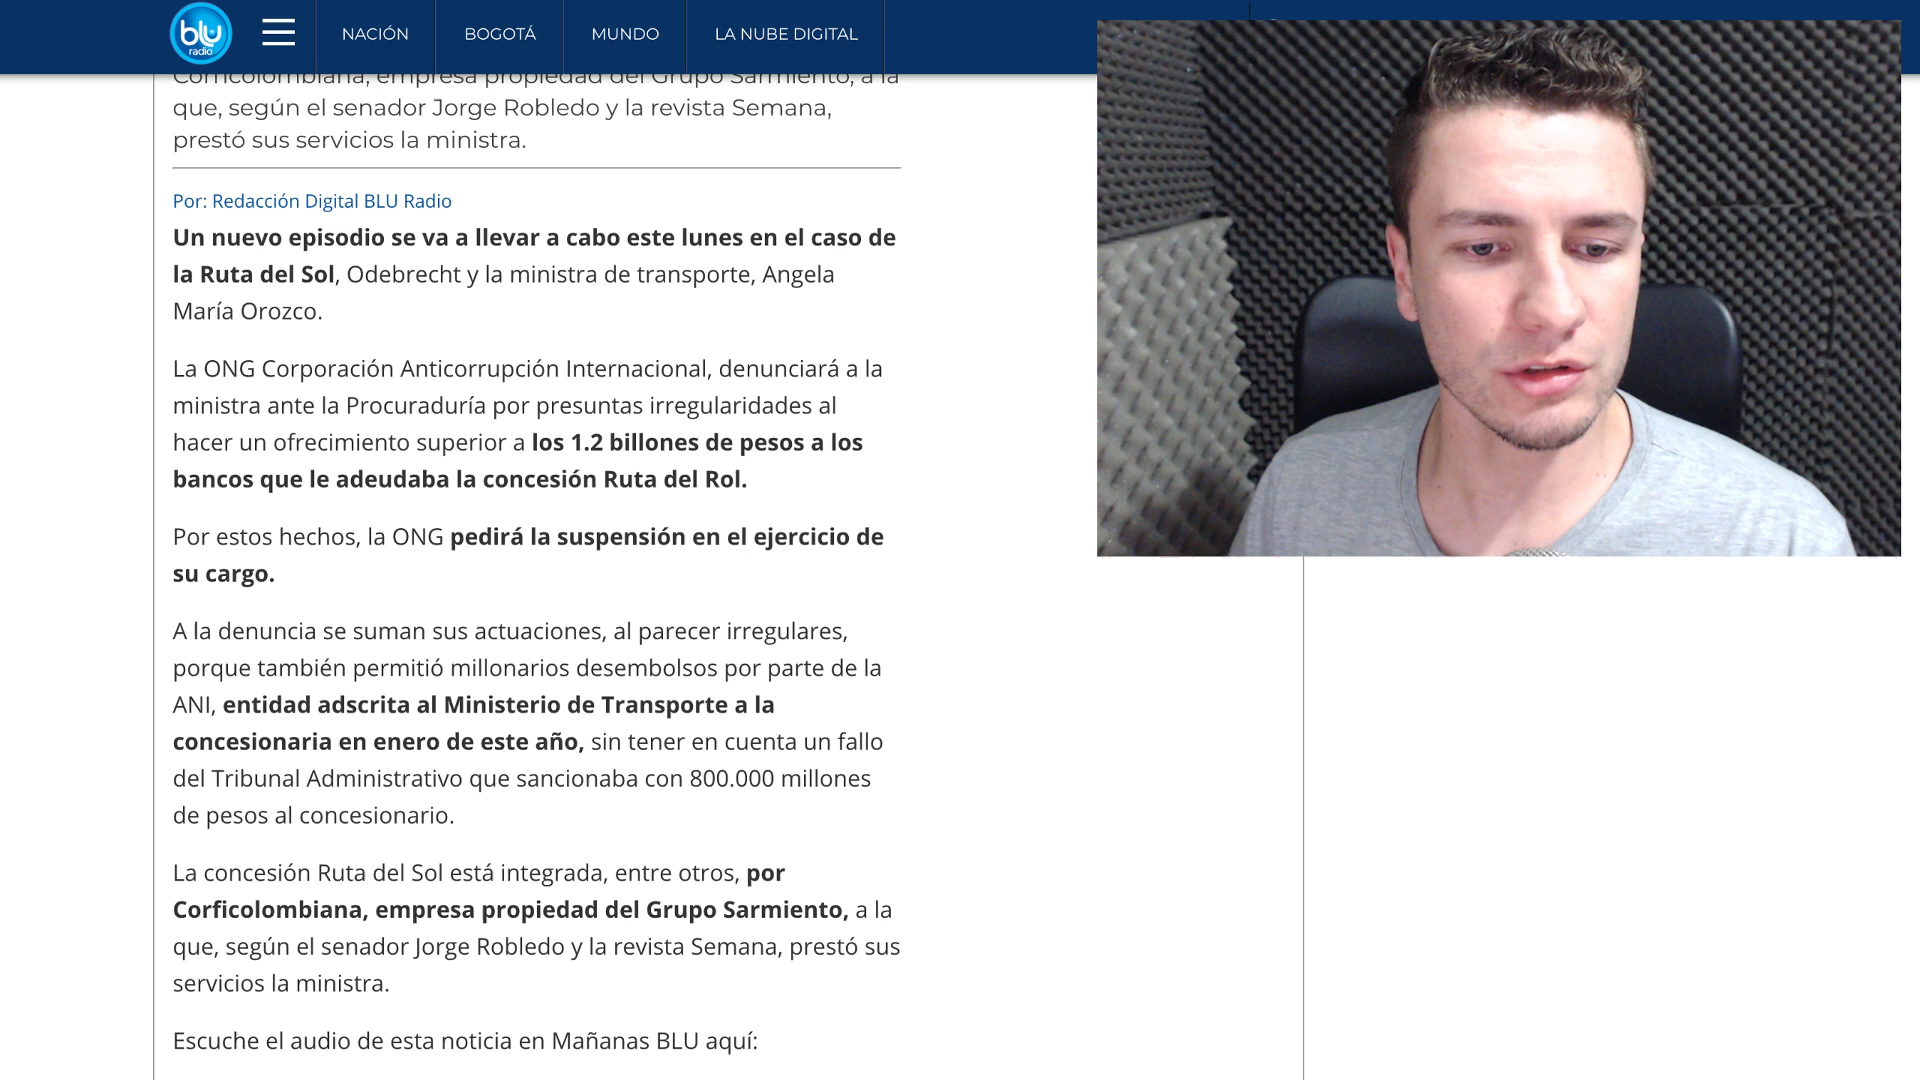 blu
radio
NACIÓN
BOGOTÁ
MUNDO
LA NUBE DIGITAL
Corficolombiana, empresa propiedad del Grupo Sarmiento, a la
que, según el senador Jorge Robledo y la revista Semana,
prestó sus servicios la ministra.
Por: Redacción Digital BLU Radio
Un nuevo episodio se va a llevar a cabo este lunes en el caso de
la Ruta del Sol, Odebrecht y la ministra de transporte, Angela
María Orozco.
La ONG Corporación Anticorrupción Internacional, denunciará a la
ministra ante la Procuraduría por presuntas irregularidades al
hacer un ofrecimiento superior a los 1.2 billones de pesos a los
bancos que le adeudaba la concesión Ruta del Rol.
Por estos hechos, la ONG pedirá la suspensión en el ejercicio de
su cargo.
A la denuncia se suman sus actuaciones, al parecer irregulares,
porque también permitió millonarios desembolsos por parte de la
ANI, entidad adscrita al Ministerio de Transporte a la
concesionaria en enero de este año, sin tener en cuenta un fallo
del Tribunal Administrativo que sancionaba con 800.000 millones
de pesos al concesionario.
La concesión Ruta del Sol está integrada, entre otros, por
Corficolombiana, empresa propiedad del Grupo Sarmiento, a la
que, según el senador Jorge Robledo y la revista Semana, prestó sus
servicios la ministra.
Escuche el audio de esta noticia en Mañanas BLU aquí: